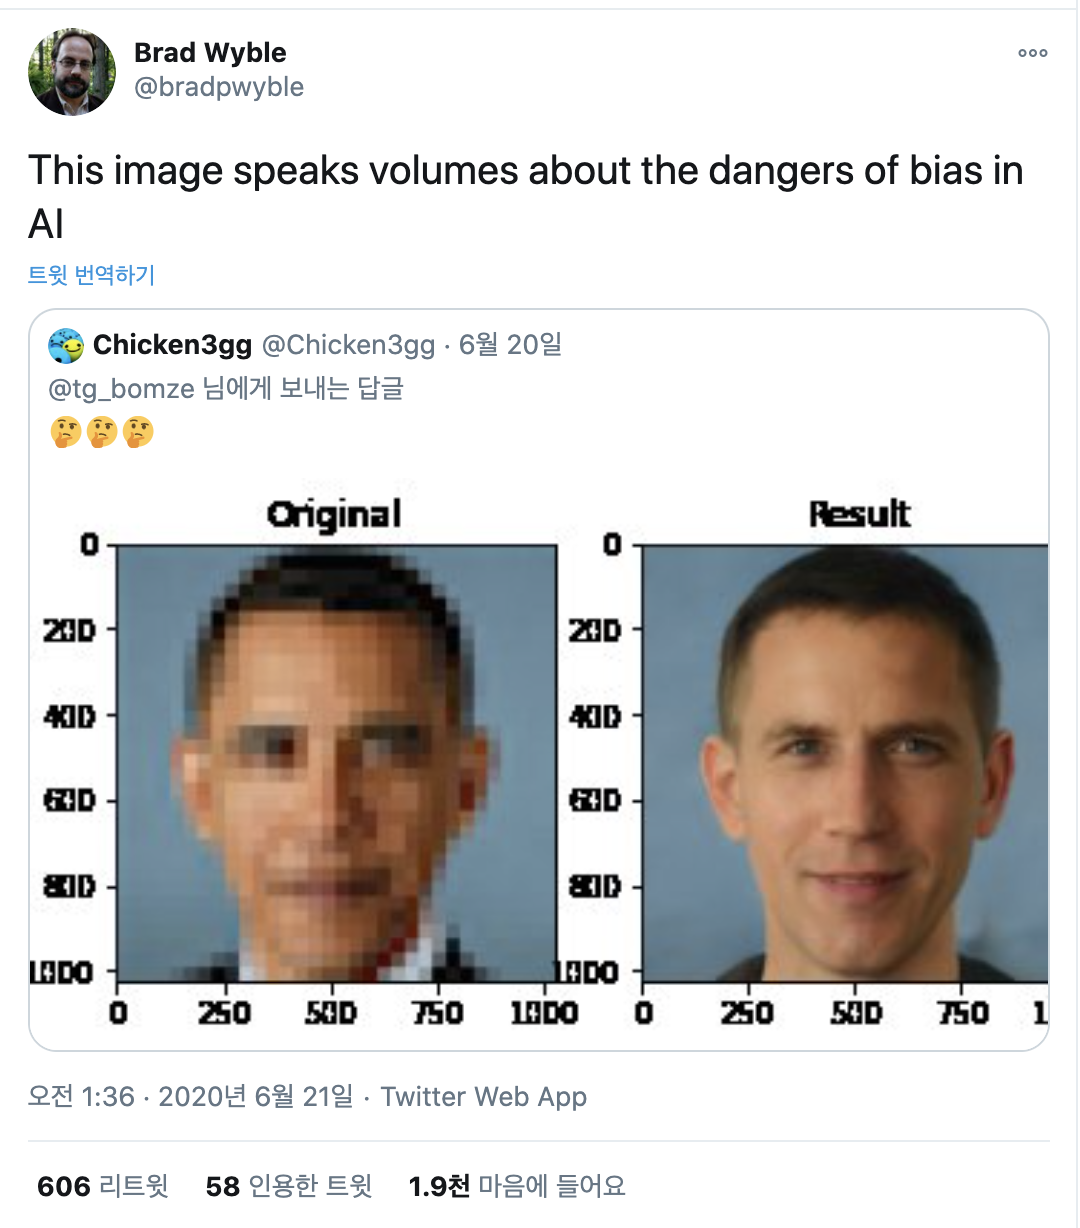 Brad Wyble
@bradpwyble
This image speaks volumes about the dangers of bias in
AI
트윗 번역하기
Chicken3gg @Chicken3gg · 6월 20일
@tg_bomze 님에게 보내는 답글
🤔🤔🤔
Original Result
0 0
200 200
400 400
600 600
800 800
1000 1000
0 250 500 750 1000 0 250 500 750 1
오전 1:36 · 2020년 6월 21일 · Twitter Web App
606 리트윗 58 인용한 트윗 1.9천 마음에 들어요